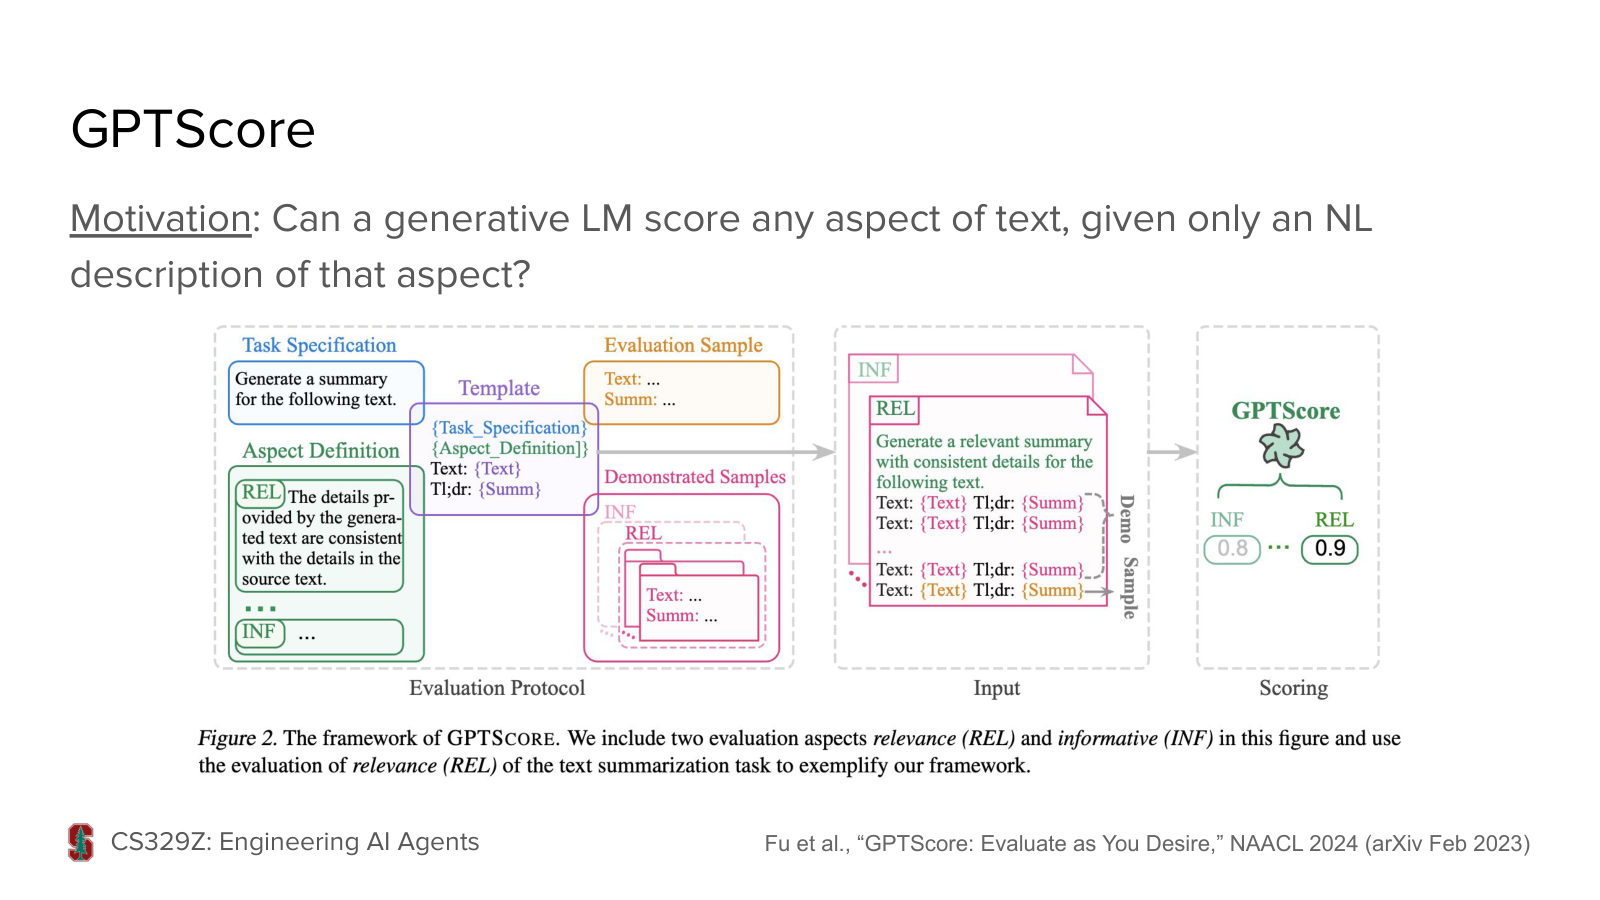 GPTScore
Motivation: Can a generative LM score any aspect of text, given only an NL
description of that aspect?
Task Specification
Generate a summary
for the following text.
Aspect Definition
REL The details pr-
ovided by the genera-
ted text are consistent
with the details in the
source text.
...
INF ...
Template
{Task_Specification}
{Aspect_Definition]}
Text: {Text}
Tl;dr: {Summ}
Evaluation Sample
Text: ...
Summ: ...
Demonstrated Samples
INF
REL
Text: ...
Summ: ...
Evaluation Protocol
INF
REL
Generate a relevant summary
with consistent details for the
following text.
Text: {Text} Tl;dr: {Summ}
Text: {Text} Tl;dr: {Summ}
...
Text: {Text} Tl;dr: {Summ}
Text: {Text} Tl;dr: {Summ}
Demo
Sample
Input
GPTScore
INF ... REL
0.8 ... 0.9
Scoring
Figure 2. The framework of GPTSCORE. We include two evaluation aspects relevance (REL) and informative (INF) in this figure and use
the evaluation of relevance (REL) of the text summarization task to exemplify our framework.
CS329Z: Engineering AI Agents
Fu et al., “GPTScore: Evaluate as You Desire,” NAACL 2024 (arXiv Feb 2023)